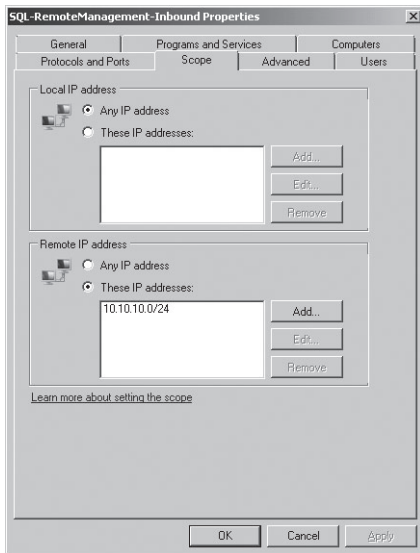 SQL-RemoteManagement-Inbound Properties
General Programs and Services Computers
Protocols and Ports Scope Advanced Users
Local IP address
Any IP address
These IP addresses:
Add...
Edit...
Remove
Remote IP address
Any IP address
These IP addresses:
10.10.10.0/24
Add...
Edit...
Remove
Learn more about setting the scope
OK Cancel Apply